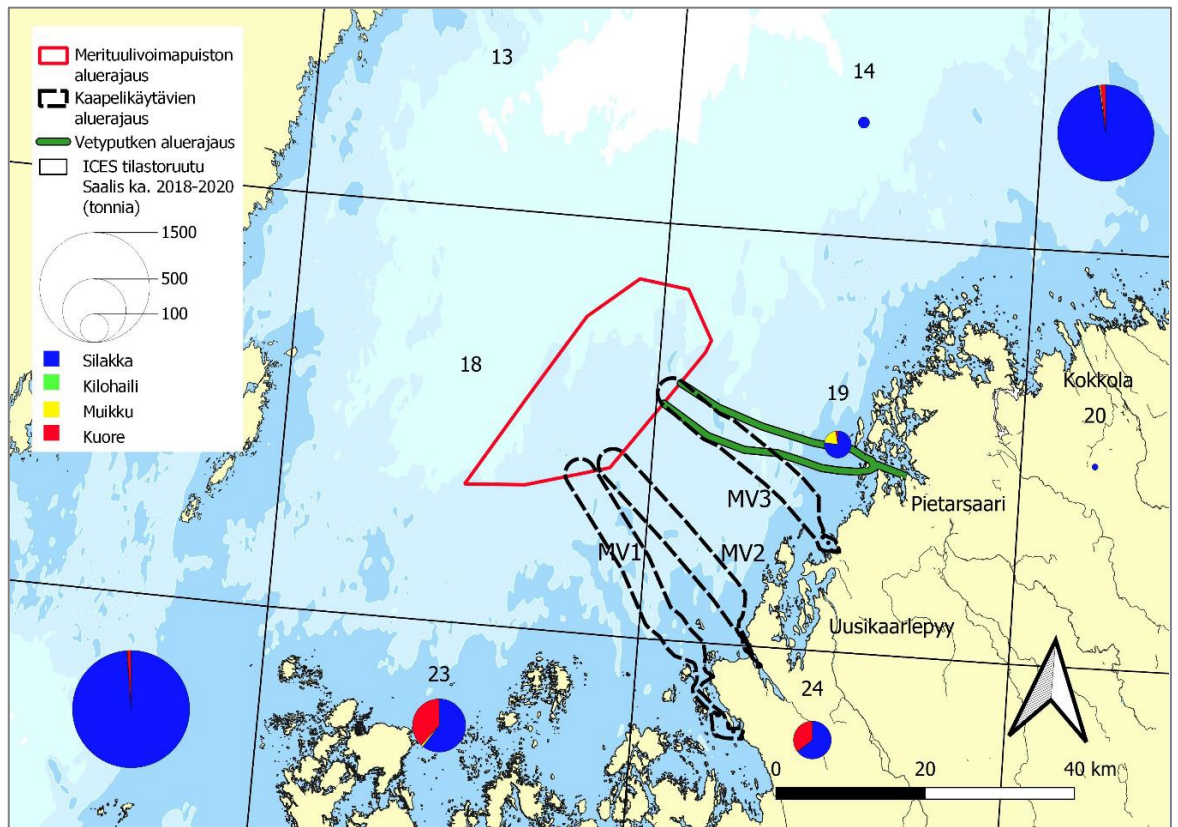 Merituulivoimapuiston
aluerajaus
Kaapelikäytävien
aluerajaus
Vetyputken aluerajaus
ICES tilastoruutu
Saalis ka. 2018-2020
(tonnia)
1500
500
100
Silakka
Kilohaili
Muikku
Kuore
13
14
18
19
Kokkola
20
MV3
Pietarsaari
MV1
MV2
Uusikaarlepyy
23
24
0 20 40 km